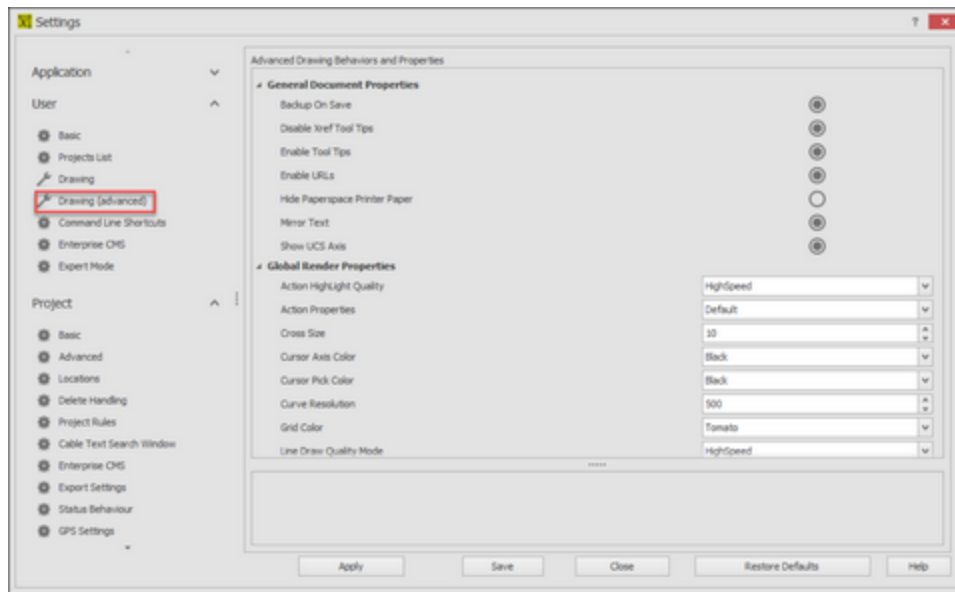 Settings
Application
User
Basic
Projects List
Drawing
Drawing (advanced)
Command Line Shortcuts
Enterprise CMS
Expert Mode
Project
Basic
Advanced
Locations
Delete Handling
Project Rules
Cable Text Search Window
Enterprise CMS
Export Settings
Status Behaviour
GPS Settings
Advanced Drawing Behaviors and Properties
General Document Properties
Backup On Save
Disable Xref Tool Tips
Enable Tool Tips
Enable URLs
Hide Paperspace Printer Paper
Mirror Text
Show UCS Axis
Global Render Properties
Action HighLight Quality HighSpeed
Action Properties Default
Cross Size 10
Cursor Axis Color Black
Cursor Pick Color Black
Curve Resolution 500
Grid Color Tomato
Line Draw Quality Mode HighSpeed
Apply Save Close Restore Defaults Help